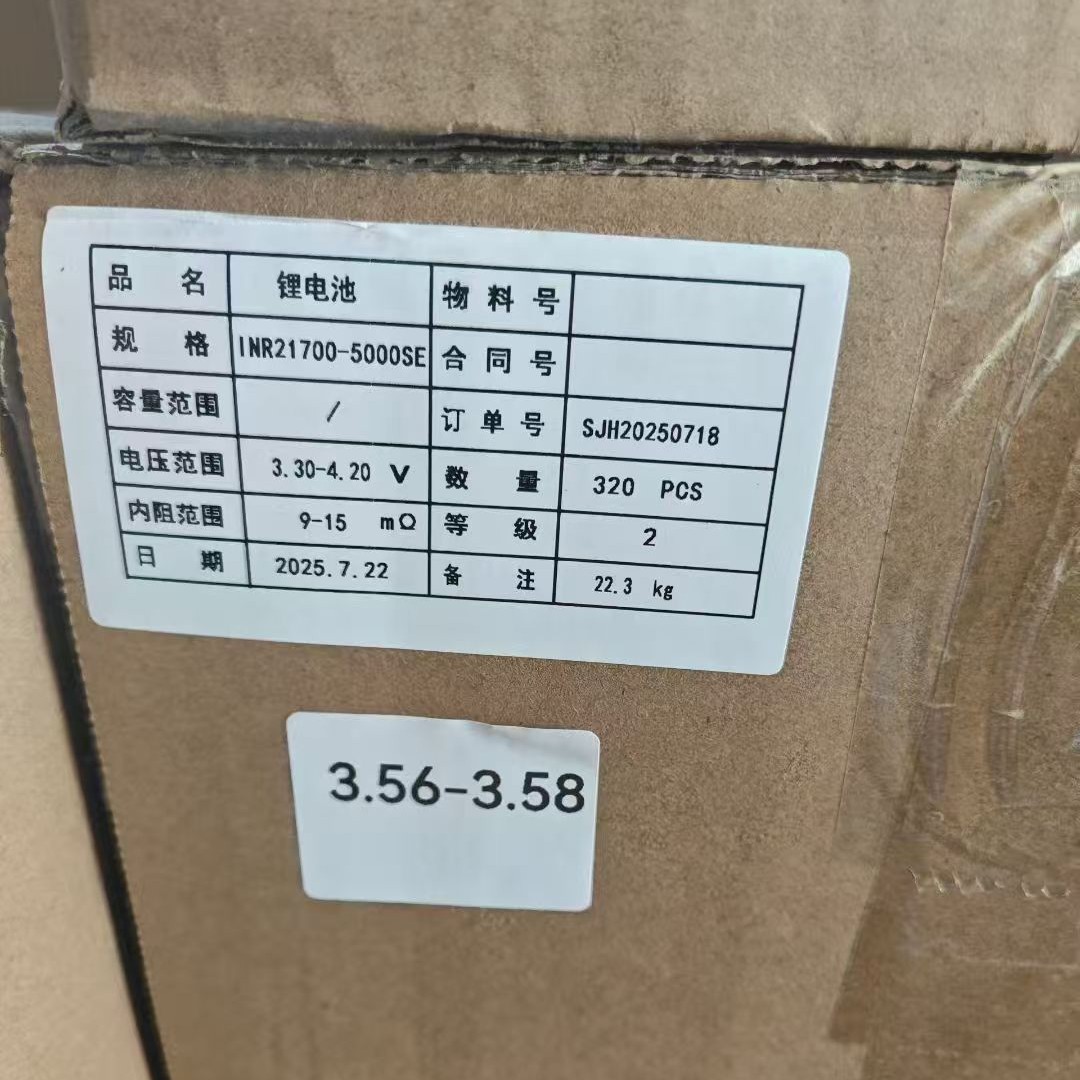 品 名 锂电池 物 料 号
规 格 INR21700-5000SE 合 同 号
容量范围 / 订 单 号 SJH20250718
电压范围 3.30-4.20 V 数 量 320 PCS
内阻范围 9-15 mΩ 等 级 2
日 期 2025.7.22 备 注 22.3 kg
3.56-3.58